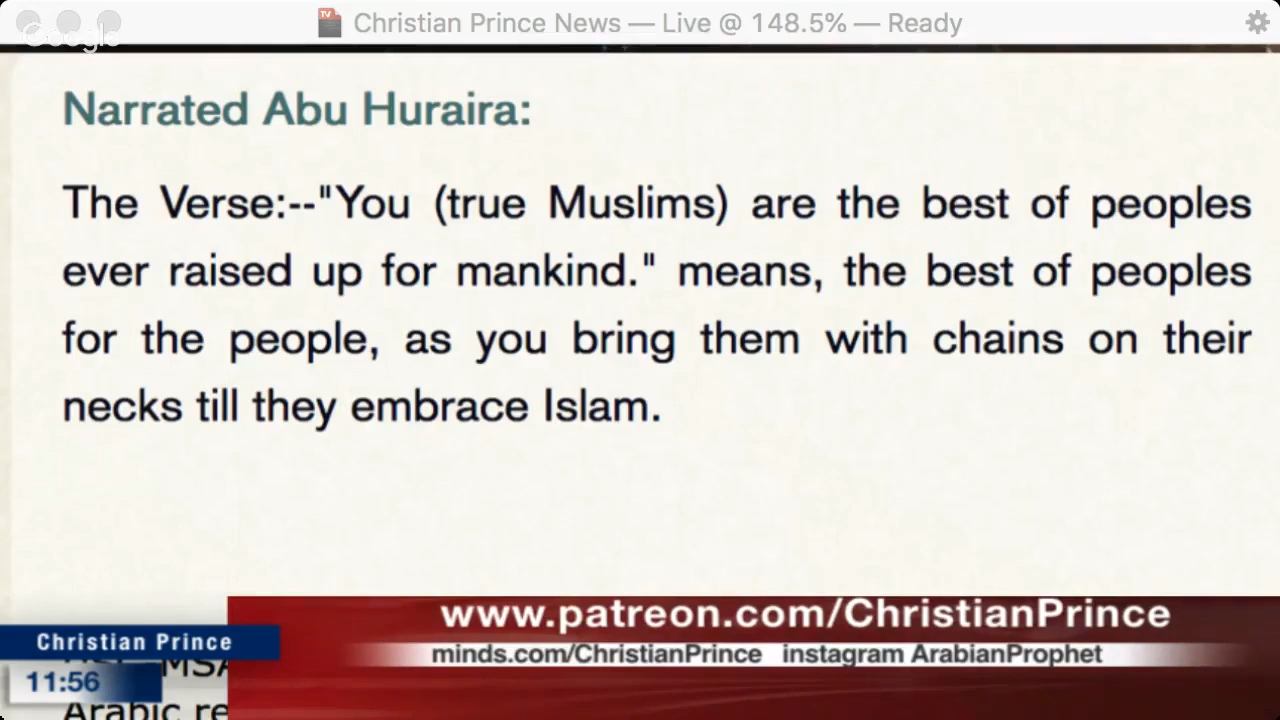 Christian Prince News — Live @ 148.5% — Ready
Google
Narrated Abu Huraira:
The Verse:--"You (true Muslims) are the best of peoples
ever raised up for mankind." means, the best of peoples
for the people, as you bring them with chains on their
necks till they embrace Islam.
www.patreon.com/ChristianPrince
Christian Prince
minds.com/ChristianPrince instagram ArabianProphet
11:56
Arabic